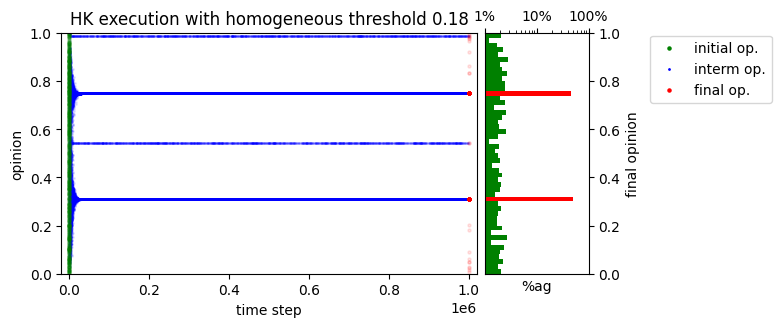 HK execution with homogeneous threshold 0.18
1% 10% 100%
initial op.
interm op.
final op.
1.0
0.8
0.6
0.4
0.2
0.0
opinion
0.0 0.2 0.4 0.6 0.8 1.0
1e6
time step
%ag
1.0
0.8
0.6
0.4
0.2
0.0
final opinion